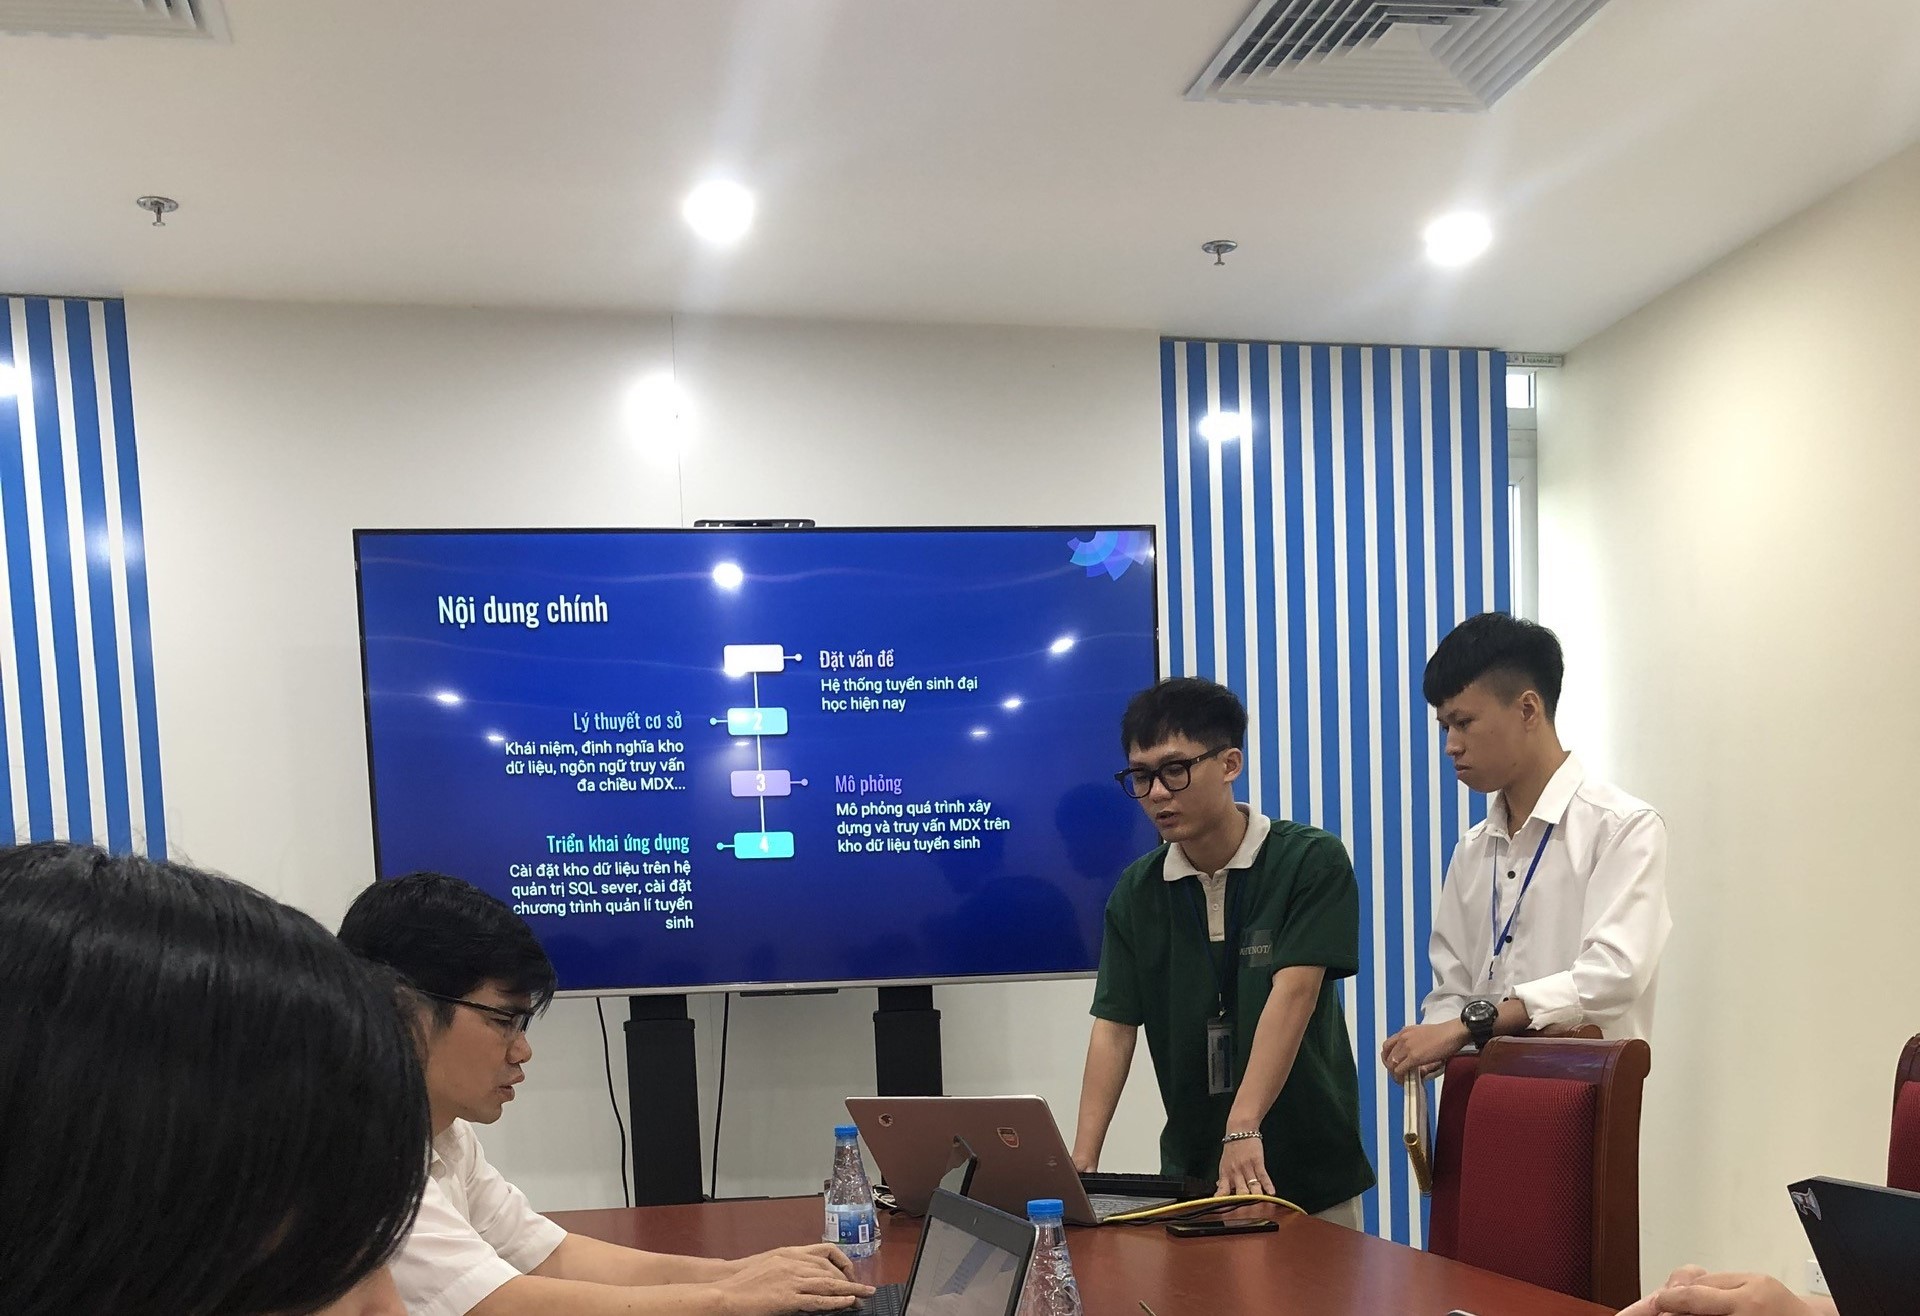 Nội dung chính
Đặt vấn đề
Hệ thống tuyển sinh đại
học hiện nay
2
Lý thuyết cơ sở
Khái niệm, định nghĩa kho
dữ liệu, ngôn ngữ truy vấn
đa chiều MDX...
3
Mô phỏng
Mô phỏng quá trình xây
dựng và truy vấn MDX trên
kho dữ liệu tuyển sinh
4
Triển khai ứng dụng
Cài đặt kho dữ liệu trên hệ
quản trị SQL sever, cài đặt
chương trình quản lí tuyển
sinh